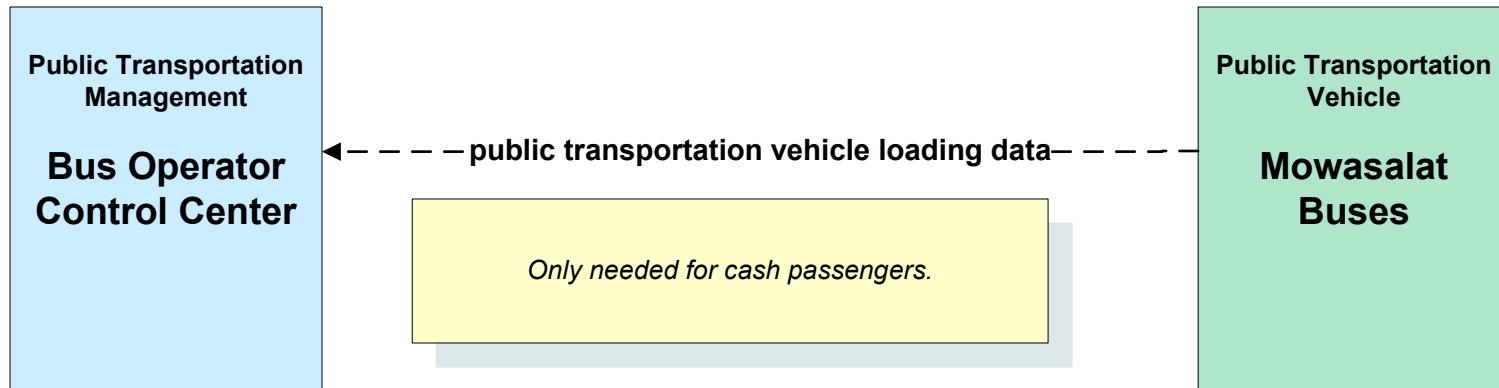 Public Transportation
Management
Bus Operator
Control Center
public transportation vehicle loading data
Only needed for cash passengers.
Public Transportation
Vehicle
Mowasalat
Buses